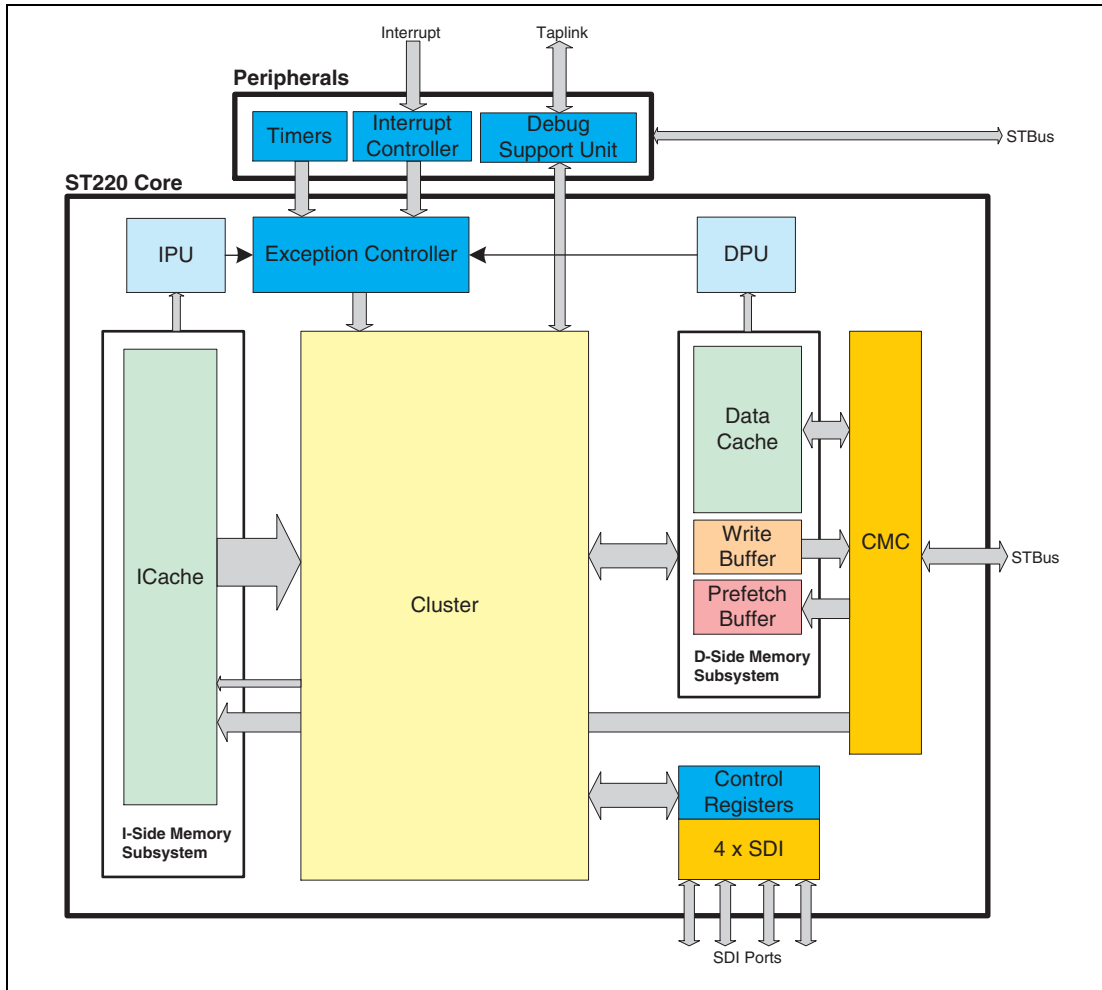 Interrupt
Taplink
Peripherals
Timers
Interrupt
Controller
Debug
Support Unit
STBus
ST220 Core
IPU
Exception Controller
DPU
ICache
Cluster
Data
Cache
Write
Buffer
Prefetch
Buffer
D-Side Memory
Subsystem
CMC
STBus
I-Side Memory
Subsystem
Control
Registers
4 x SDI
SDI Ports